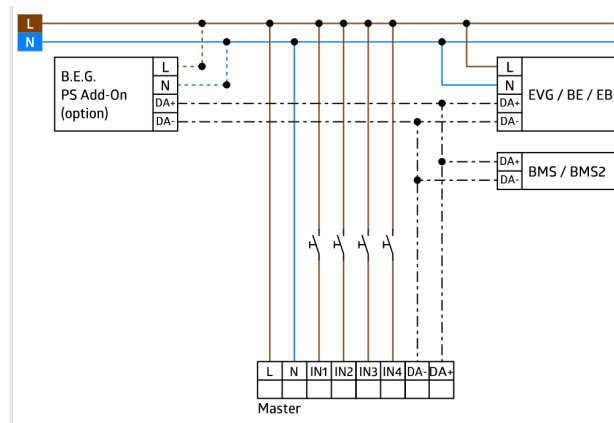 L
N
B.E.G.
PS Add-On
(option)
L
N
DA+
DA-
L
N
DA+
DA-
EVG / BE / EB
DA+
DA-
BMS / BMS2
L N IN1 IN2 IN3 IN4 DA- DA+
Master